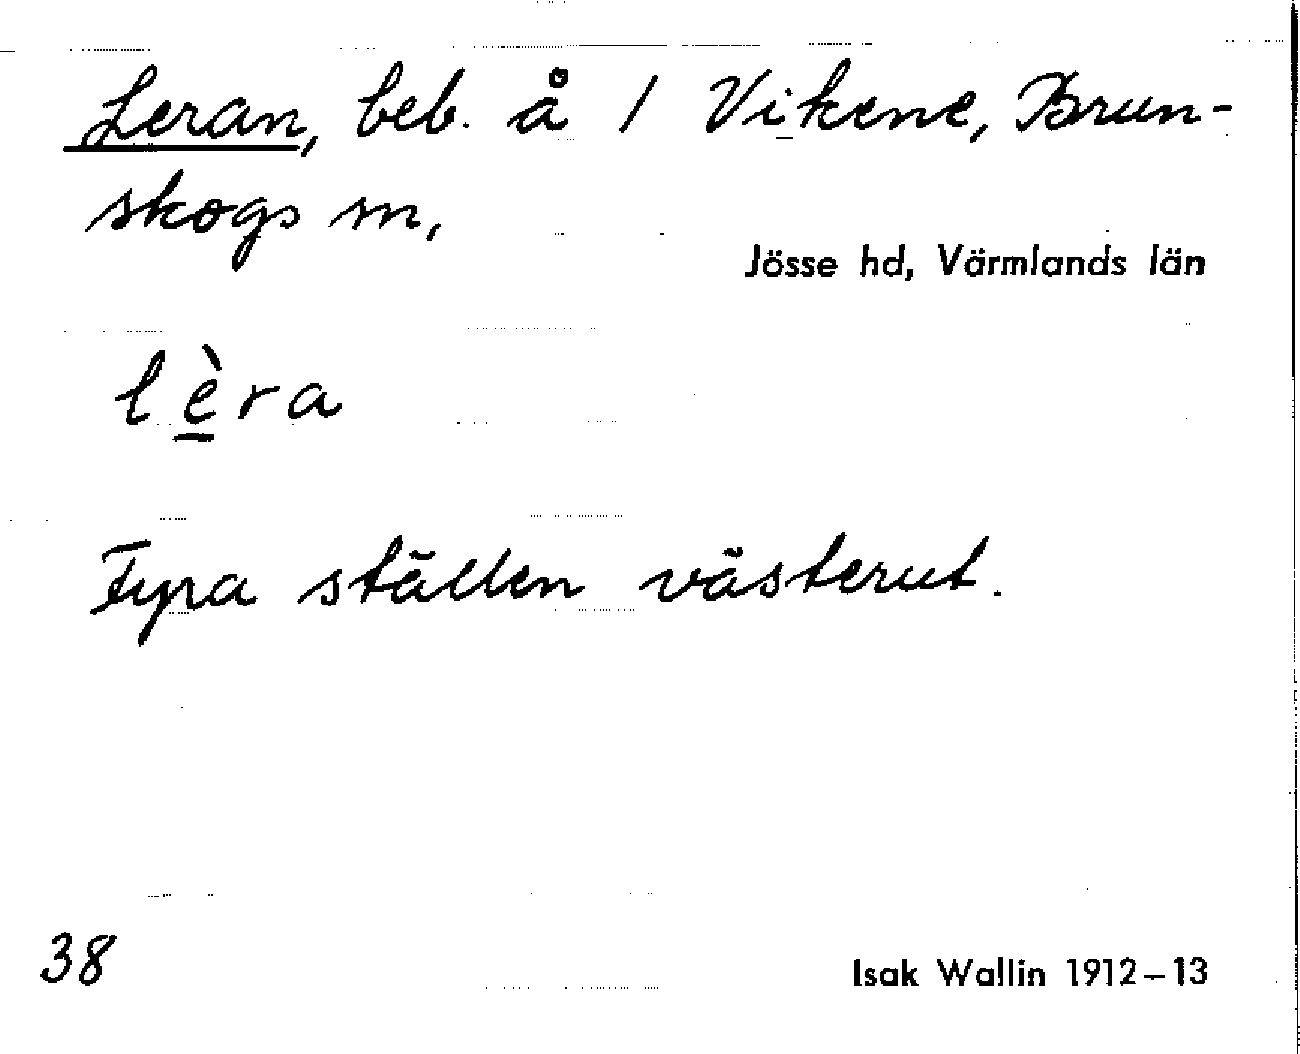 Leran, beb. å 1 Vikene, Brun-
skogs sn,
Jösse hd, Värmlands län
lèra
Fyra ställen västerut.
38
Isak Wallin 1912–13